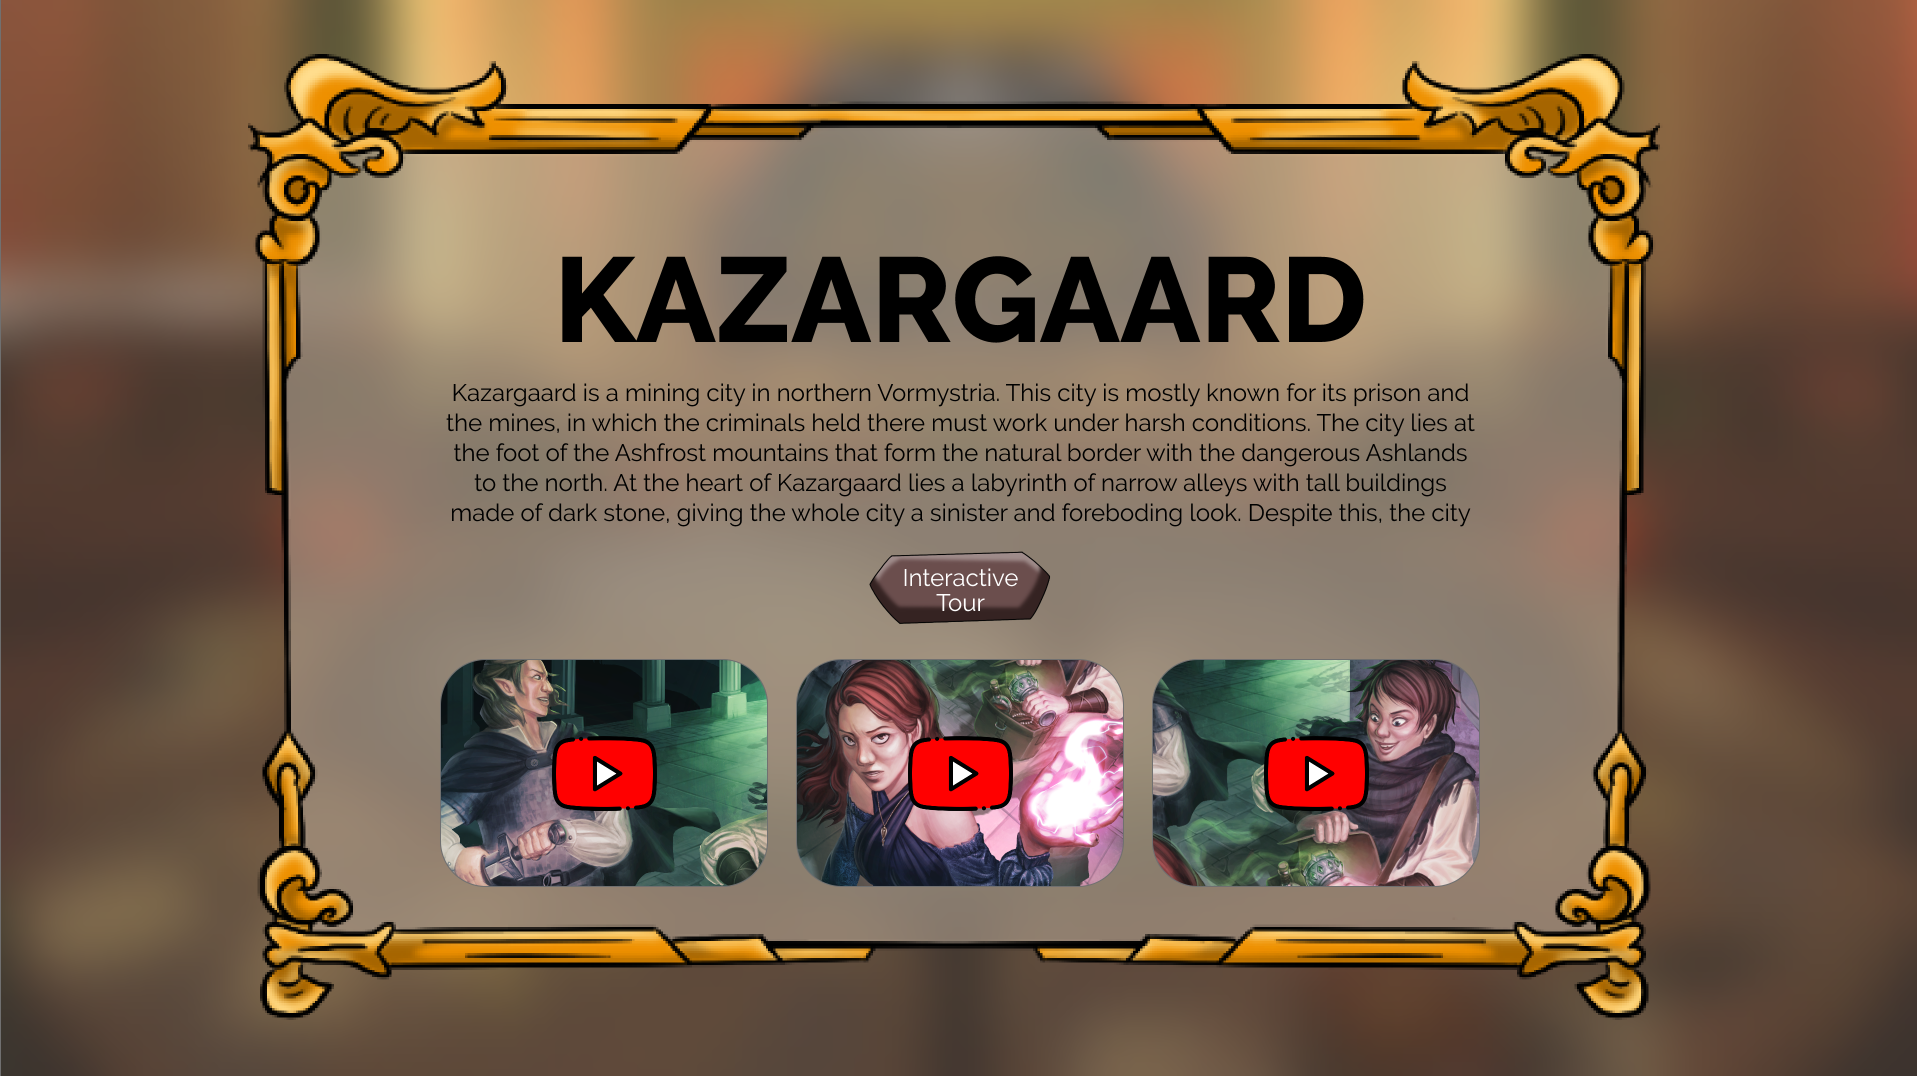 KAZARGAARD
Kazargaard is a mining city in northern Vormystria. This city is mostly known for its prison and
the mines, in which the criminals held there must work under harsh conditions. The city lies at
the foot of the Ashfrost mountains that form the natural border with the dangerous Ashlands
to the north. At the heart of Kazargaard lies a labyrinth of narrow alleys with tall buildings
made of dark stone, giving the whole city a sinister and foreboding look. Despite this, the city
Interactive
Tour